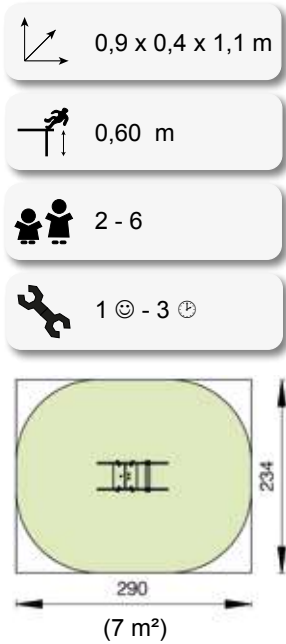 0,9 x 0,4 x 1,1 m
0,60 m
2 - 6
1 ☺ - 3 🕑
234
290
(7 m²)